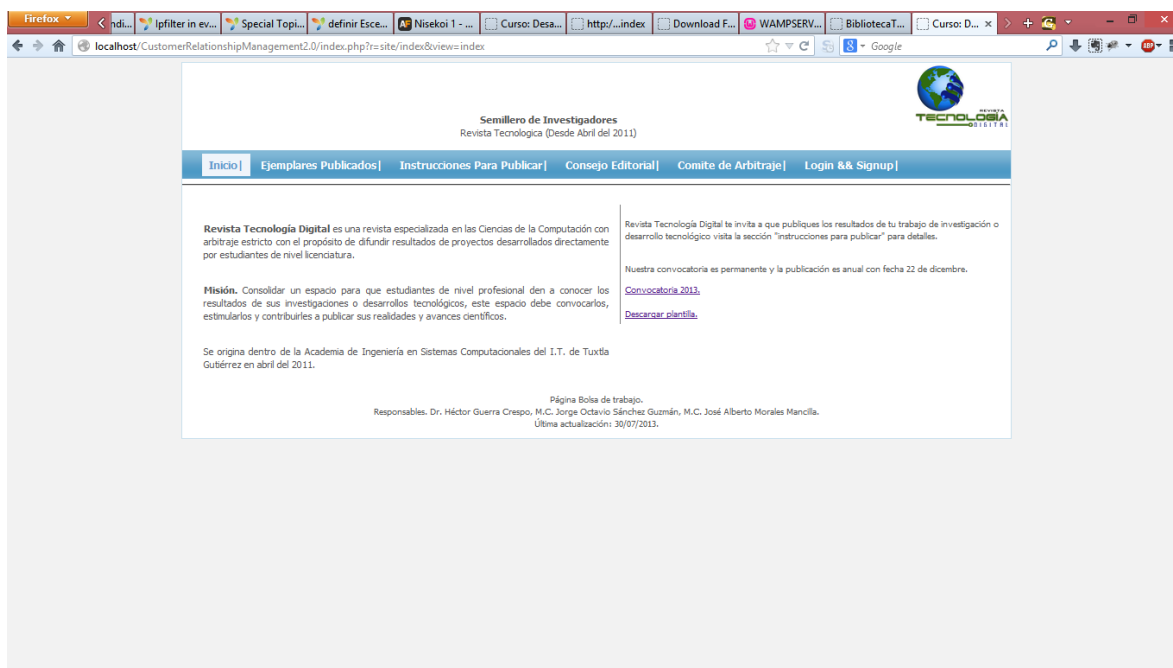 Firefox
ndi...
Ipfilter in ev...
Special Topi...
definir Esce...
Nisekoi 1 - ...
Curso: Desa...
http:/...index
Download F...
WAMPSERV...
BibliotecaT...
Curso: D...
localhost/CustomerRelationshipManagement2.0/index.php?r=site/index&view=index
Google
Semillero de Investigadores
Revista Tecnologica (Desde Abril del 2011)
REVISTA
TECNOLOGÍA
DIGITAL
Inicio|
Ejemplares Publicados|
Instrucciones Para Publicar|
Consejo Editorial|
Comite de Arbitraje|
Login && Signup|
Revista Tecnología Digital es una revista especializada en las Ciencias de la Computación con
arbitraje estricto con el propósito de difundir resultados de proyectos desarrollados directamente
por estudiantes de nivel licenciatura.
Misión. Consolidar un espacio para que estudiantes de nivel profesional den a conocer los
resultados de sus investigaciones o desarrollos tecnológicos, este espacio debe convocarlos,
estimularlos y contribuirles a publicar sus realidades y avances científicos.
Se origina dentro de la Academia de Ingeniería en Sistemas Computacionales del I.T. de Tuxtla
Gutiérrez en abril del 2011.
Revista Tecnología Digital te invita a que publiques los resultados de tu trabajo de investigación o
desarrollo tecnológico visita la sección "instrucciones para publicar" para detalles.
Nuestra convocatoria es permanente y la publicación es anual con fecha 22 de dicembre.
Convocatoria 2013.
Descargar plantilla.
Página Bolsa de trabajo.
Responsables. Dr. Héctor Guerra Crespo, M.C. Jorge Octavio Sánchez Guzmán, M.C. José Alberto Morales Mancilla.
Última actualización: 30/07/2013.